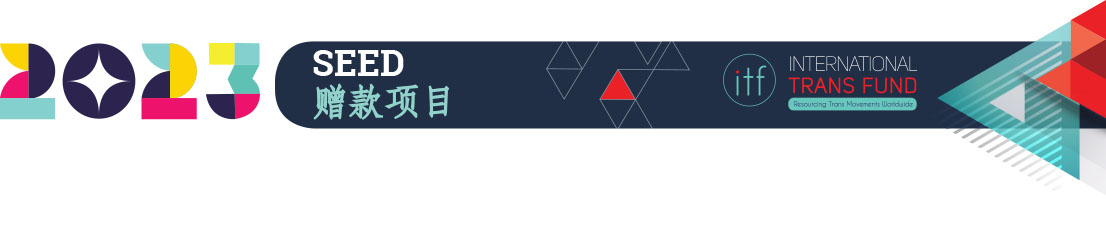 2023
SEED
赠款项目
itf
INTERNATIONAL
TRANS FUND
Resourcing Trans Movements Worldwide